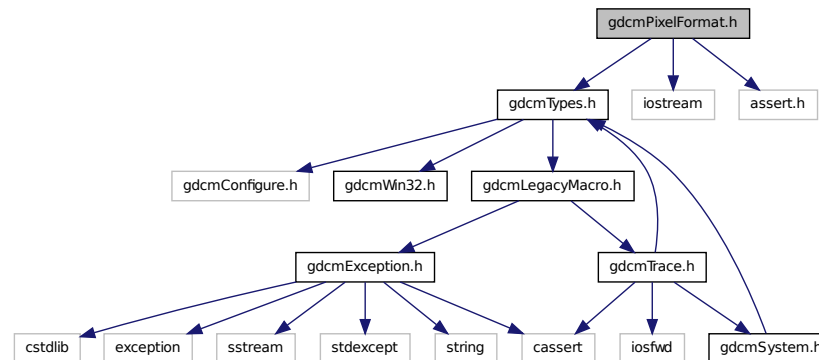 gdcmPixelFormat.h
gdcmTypes.h
iostream
assert.h
gdcmConfigure.h
gdcmWin32.h
gdcmLegacyMacro.h
gdcmException.h
gdcmTrace.h
cstdlib
exception
sstream
stdexcept
string
cassert
iosfwd
gdcmSystem.h